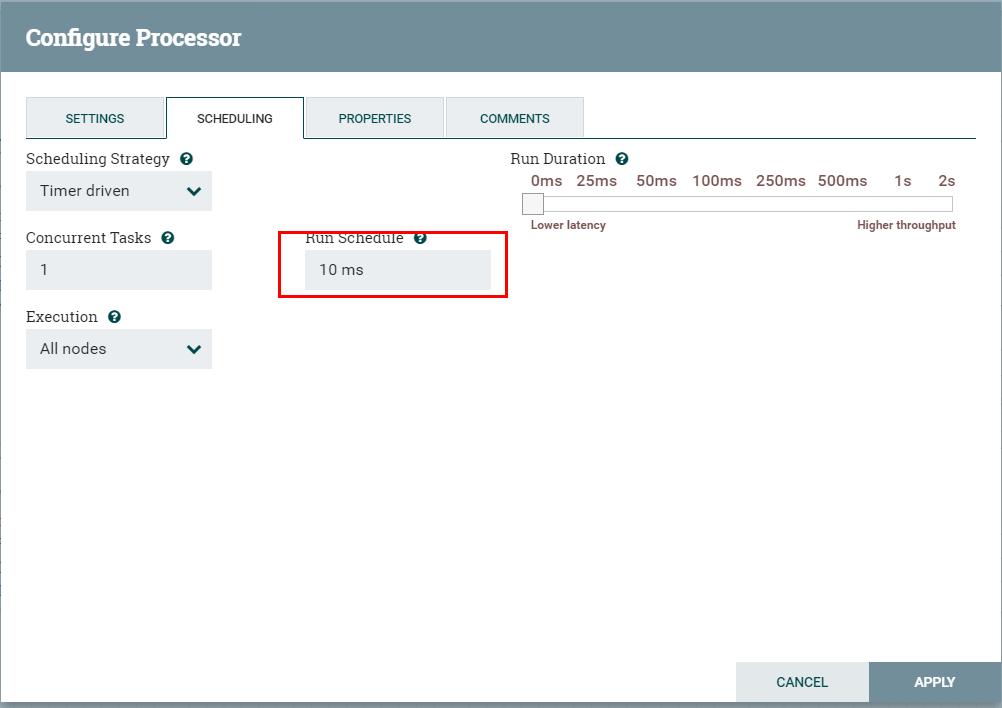 Configure Processor
SETTINGS SCHEDULING PROPERTIES COMMENTS
Scheduling Strategy ?
Timer driven
Run Duration ?
0ms 25ms 50ms 100ms 250ms 500ms 1s 2s
Lower latency Higher throughput
Concurrent Tasks ?
1
Run Schedule ?
10 ms
Execution ?
All nodes
CANCEL APPLY